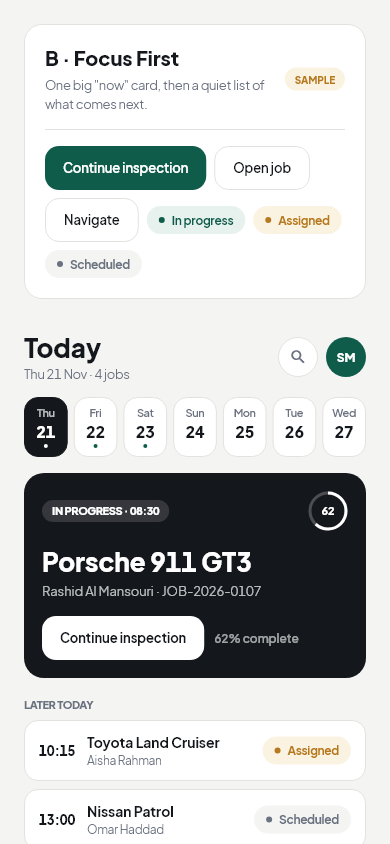 B · Focus First
One big "now" card, then a quiet list of
what comes next.
SAMPLE
Continue inspection
Open job
Navigate
In progress
Assigned
Scheduled
Today
Thu 21 Nov · 4 jobs
SM
Thu Fri Sat Sun Mon Tue Wed
21 22 23 24 25 26 27
IN PROGRESS · 08:30
62
Porsche 911 GT3
Rashid Al Mansouri · JOB-2026-0107
Continue inspection
62% complete
LATER TODAY
10:15 Toyota Land Cruiser
Aisha Rahman
Assigned
13:00 Nissan Patrol
Omar Haddad
Scheduled